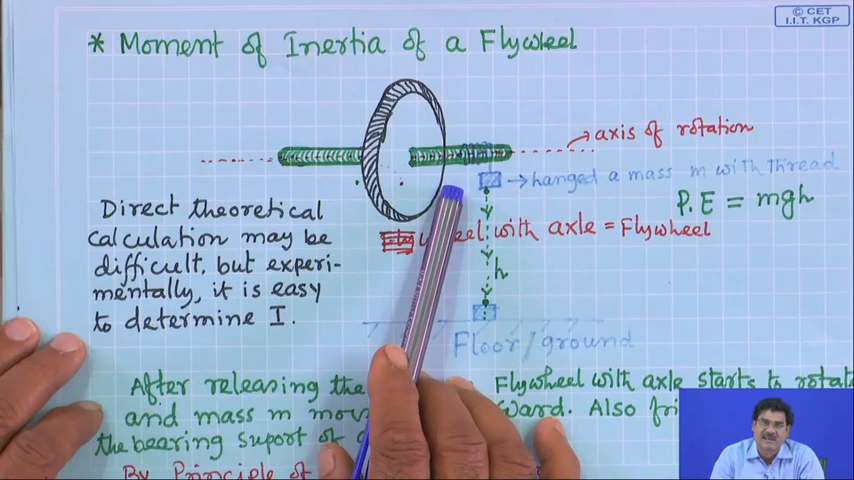 © CET
I.I.T. KGP
* Moment of Inertia of a Flywheel
axis of rotation
hanged a mass m with thread
P.E = mgh
Direct theoretical
calculation may be
difficult, but experi-
mentally, it is easy
to determine I.
with axle = Flywheel
h
Floor/ground
After releasing the
Flywheel with axle starts to rotate
and mass m
ward. Also
the bearing suport of
By Principle of